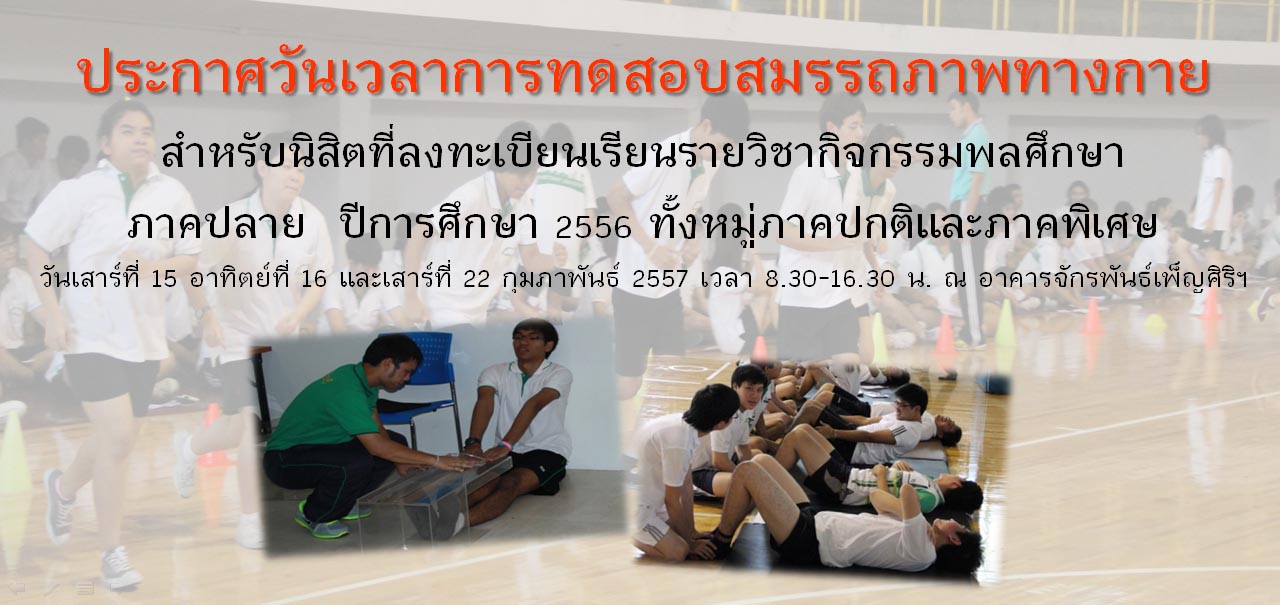 ประกาศวันเวลาการทดสอบสมรรถภาพทางกาย
สำหรับนิสิตที่ลงทะเบียนเรียนรายวิชากิจกรรมพลศึกษา
ภาคปลาย ปีการศึกษา 2556 ทั้งหมู่ภาคปกติและภาคพิเศษ
วันเสาร์ที่ 15 อาทิตย์ที่ 16 และเสาร์ที่ 22 กุมภาพันธ์ 2557 เวลา 8.30-16.30 น. ณ อาคารจักรพันธ์เพ็ญศิริฯ